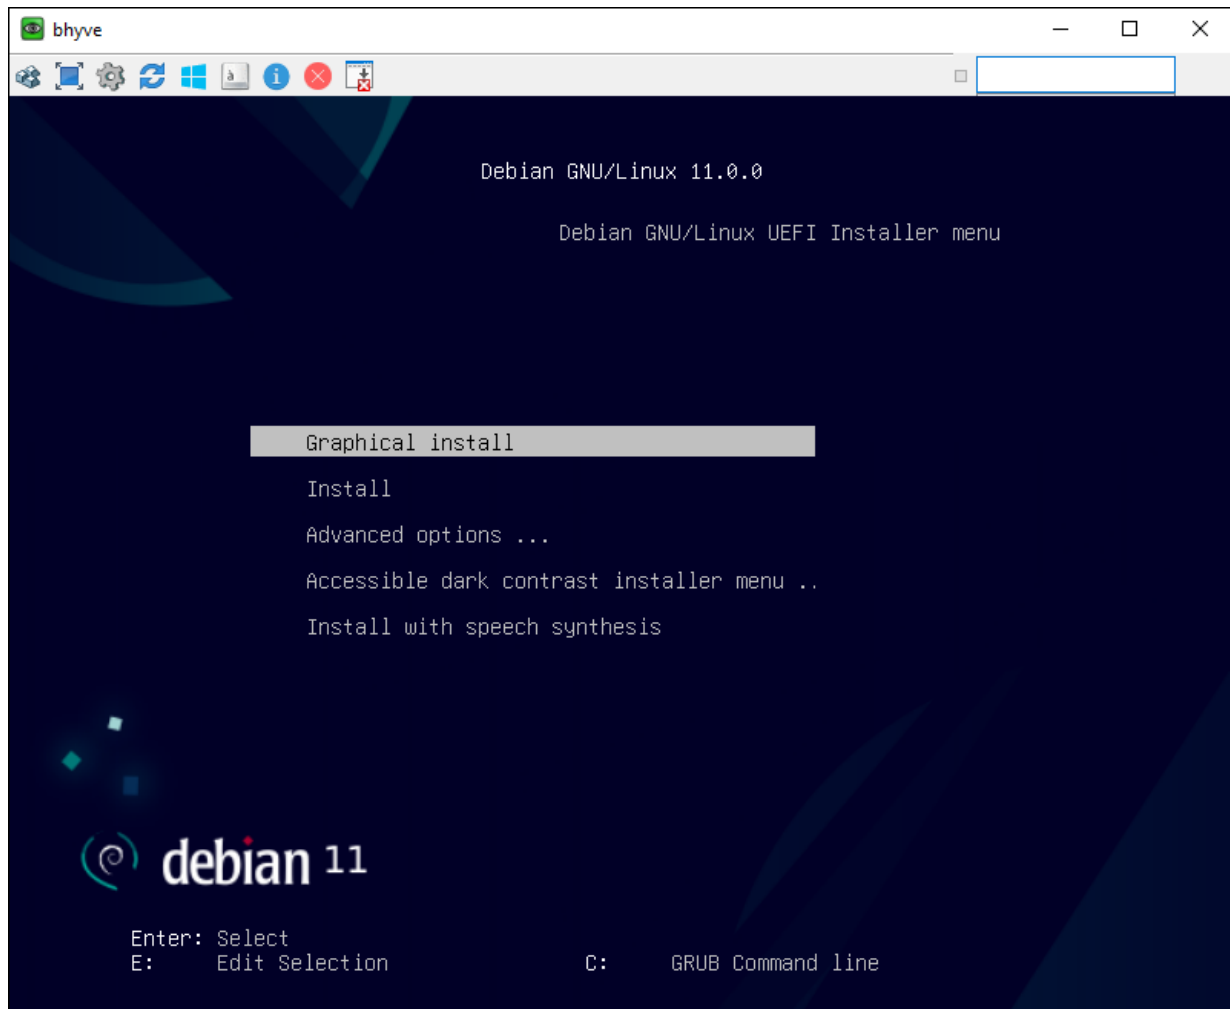 bhyve
Debian GNU/Linux 11.0.0
Debian GNU/Linux UEFI Installer menu
Graphical install
Install
Advanced options ...
Accessible dark contrast installer menu ..
Install with speech synthesis
debian 11
Enter: Select
E: Edit Selection C: GRUB Command line